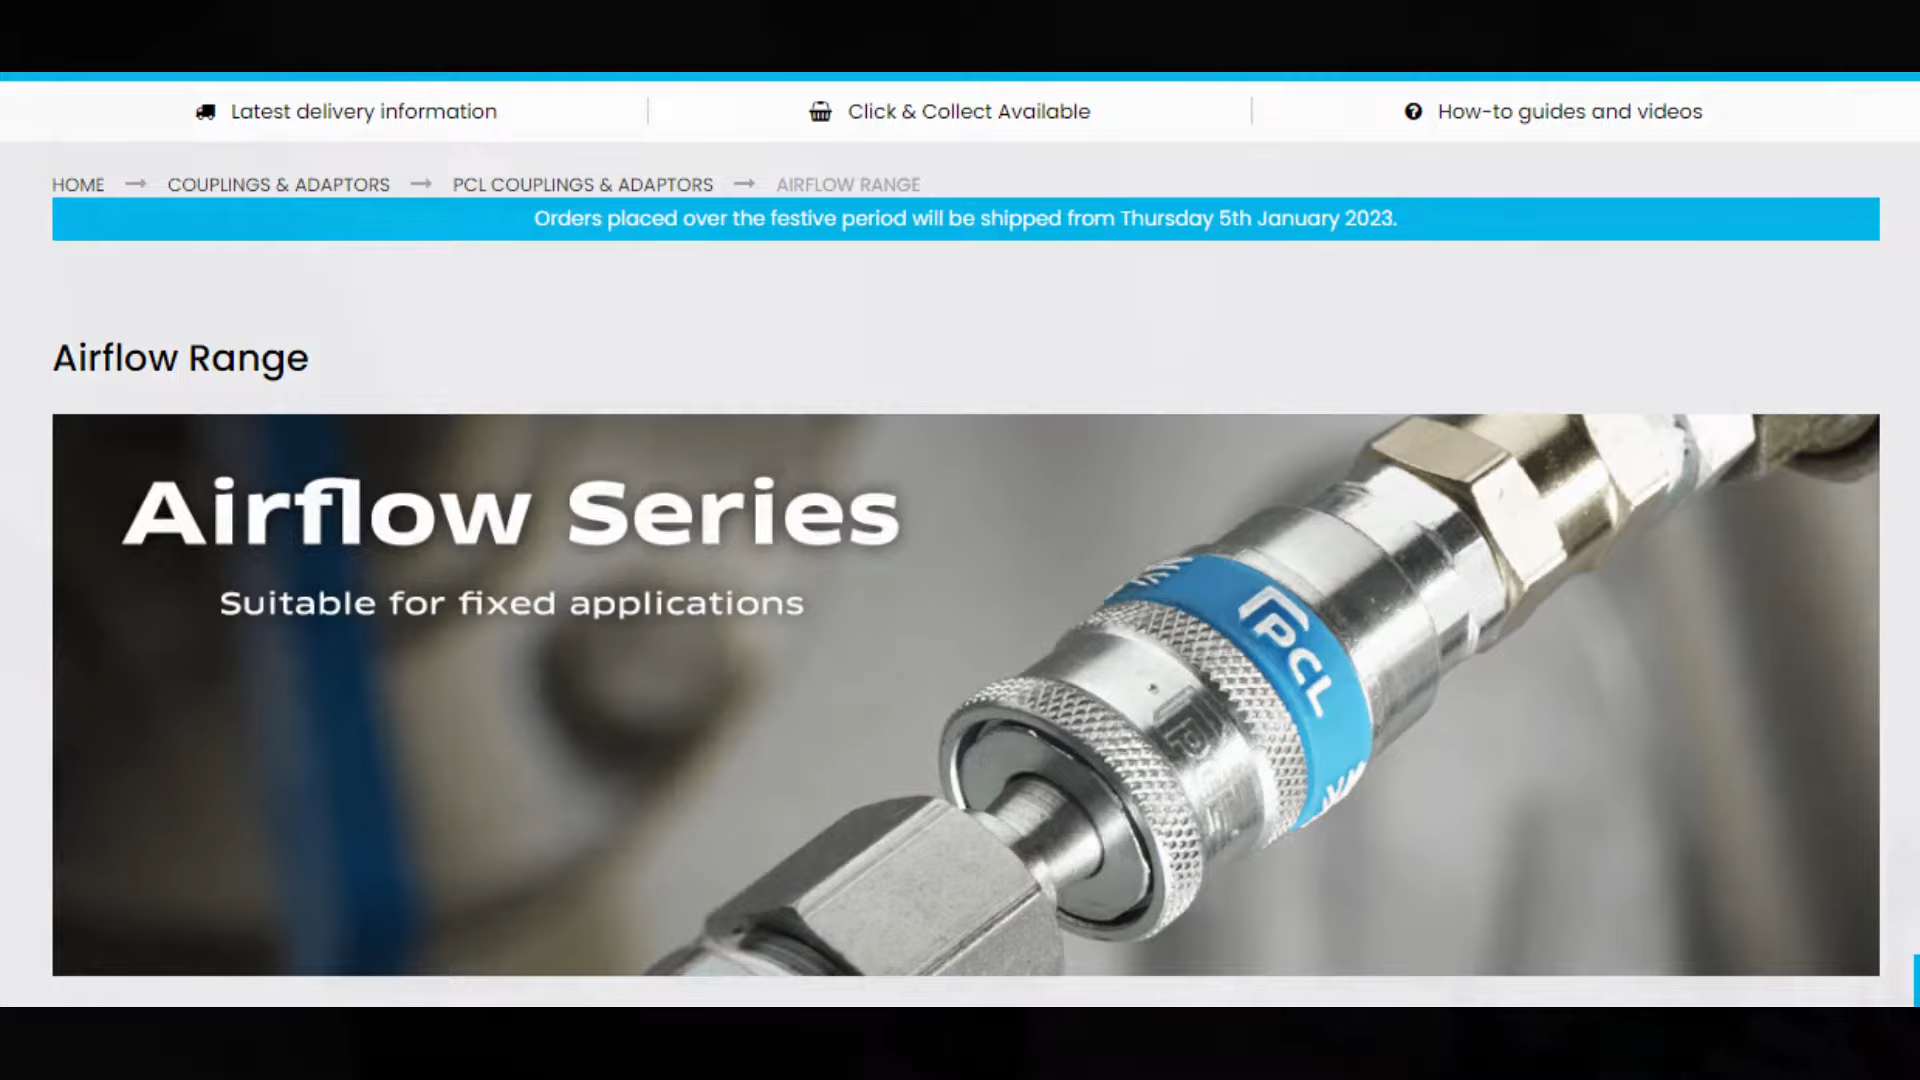 Latest delivery information
Click & Collect Available
How-to guides and videos
HOME → COUPLINGS & ADAPTORS → PCL COUPLINGS & ADAPTORS → AIRFLOW RANGE
Orders placed over the festive period will be shipped from Thursday 5th January 2023.
Airflow Range
Airflow Series
Suitable for fixed applications
PCL
PCL